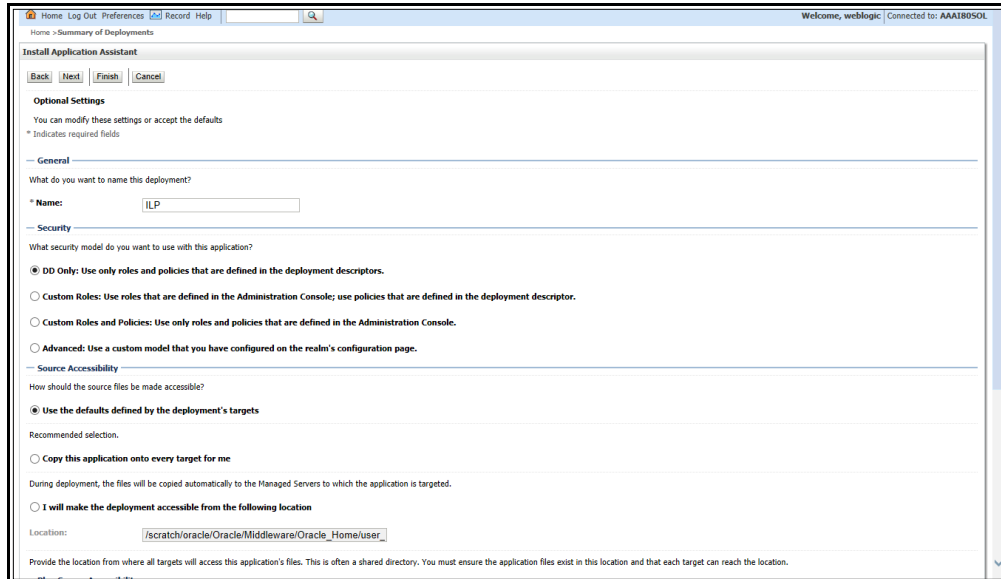 Home Log Out Preferences Record Help Welcome, weblogic Connected to: AAAI805OL
Home >Summary of Deployments
Install Application Assistant
Back Next Finish Cancel
Optional Settings
You can modify these settings or accept the defaults
* Indicates required fields
General
What do you want to name this deployment?
* Name: ILP
Security
What security model do you want to use with this application?
DD Only: Use only roles and policies that are defined in the deployment descriptors.
Custom Roles: Use roles that are defined in the Administration Console; use policies that are defined in the deployment descriptor.
Custom Roles and Policies: Use only roles and policies that are defined in the Administration Console.
Advanced: Use a custom model that you have configured on the realm's configuration page.
Source Accessibility
How should the source files be made accessible?
Use the defaults defined by the deployment's targets
Recommended selection.
Copy this application onto every target for me
During deployment, the files will be copied automatically to the Managed Servers to which the application is targeted.
I will make the deployment accessible from the following location
Location: /scratch/oracle/Oracle/Middleware/Oracle_Home/user_
Provide the location from where all targets will access this application's files. This is often a shared directory. You must ensure the application files exist in this location and that each target can reach the location.